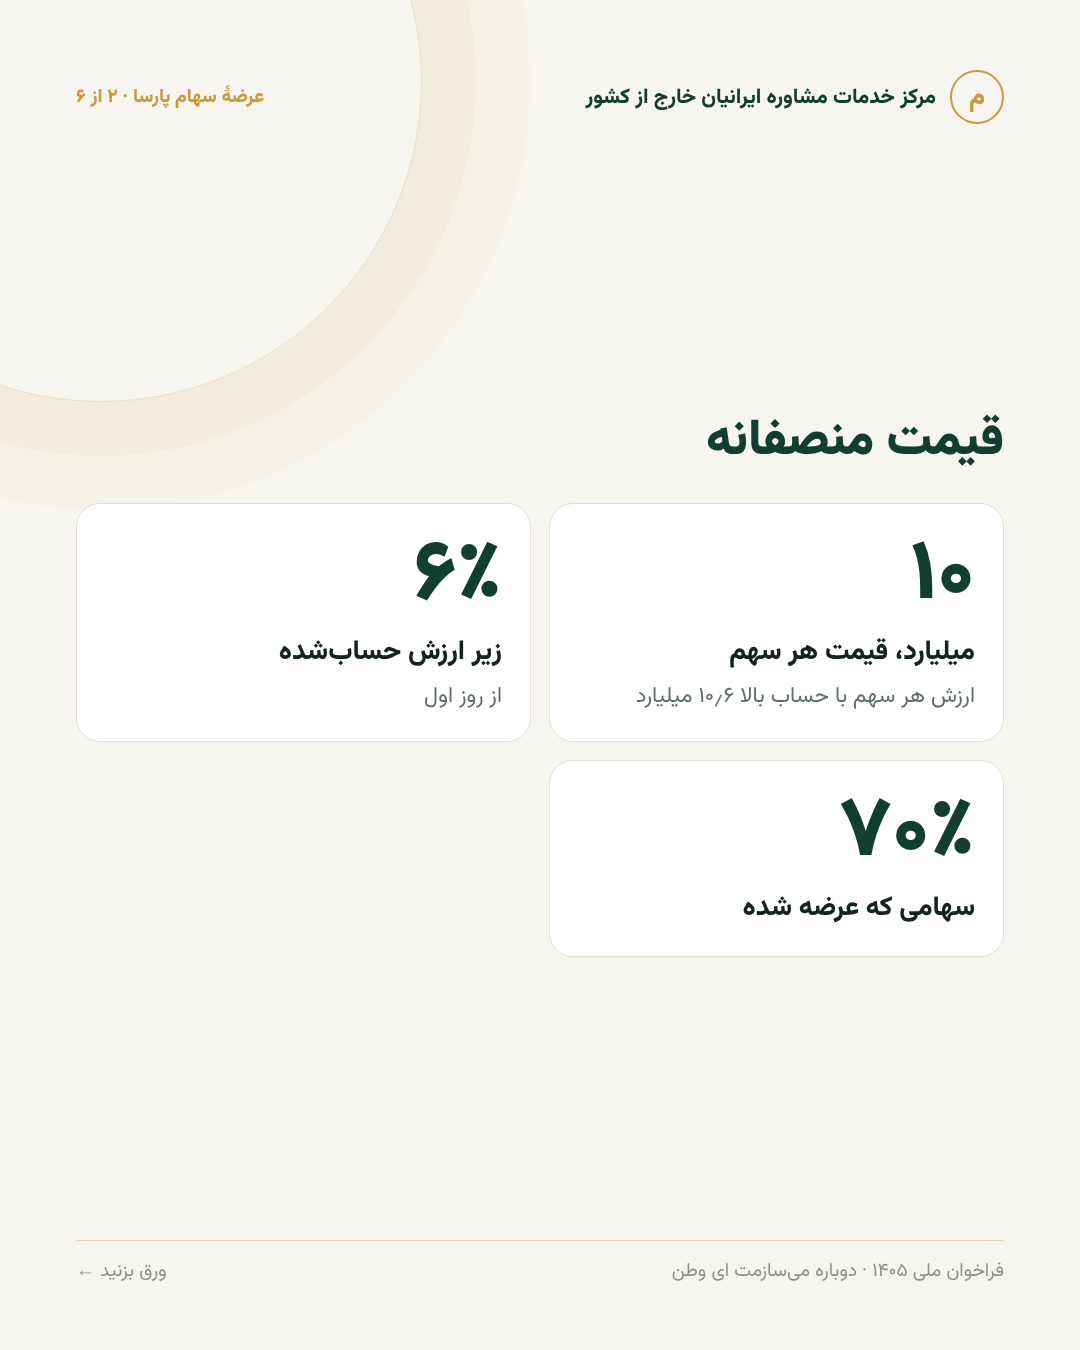 م
مرکز خدمات مشاوره ایرانیان خارج از کشور
عرضهٔ سهام پارسا · ۲ از ۶
قیمت منصفانه
۱۰
میلیارد، قیمت هر سهم
ارزش هر سهم با حساب بالا ۱۰٫۶ میلیارد
۶٪
زیر ارزش حساب‌شده
از روز اول
۷۰٪
سهامی که عرضه شده
فراخوان ملی ۱۴۰۵ · دوباره می‌سازمت ای وطن
ورق بزنید ←